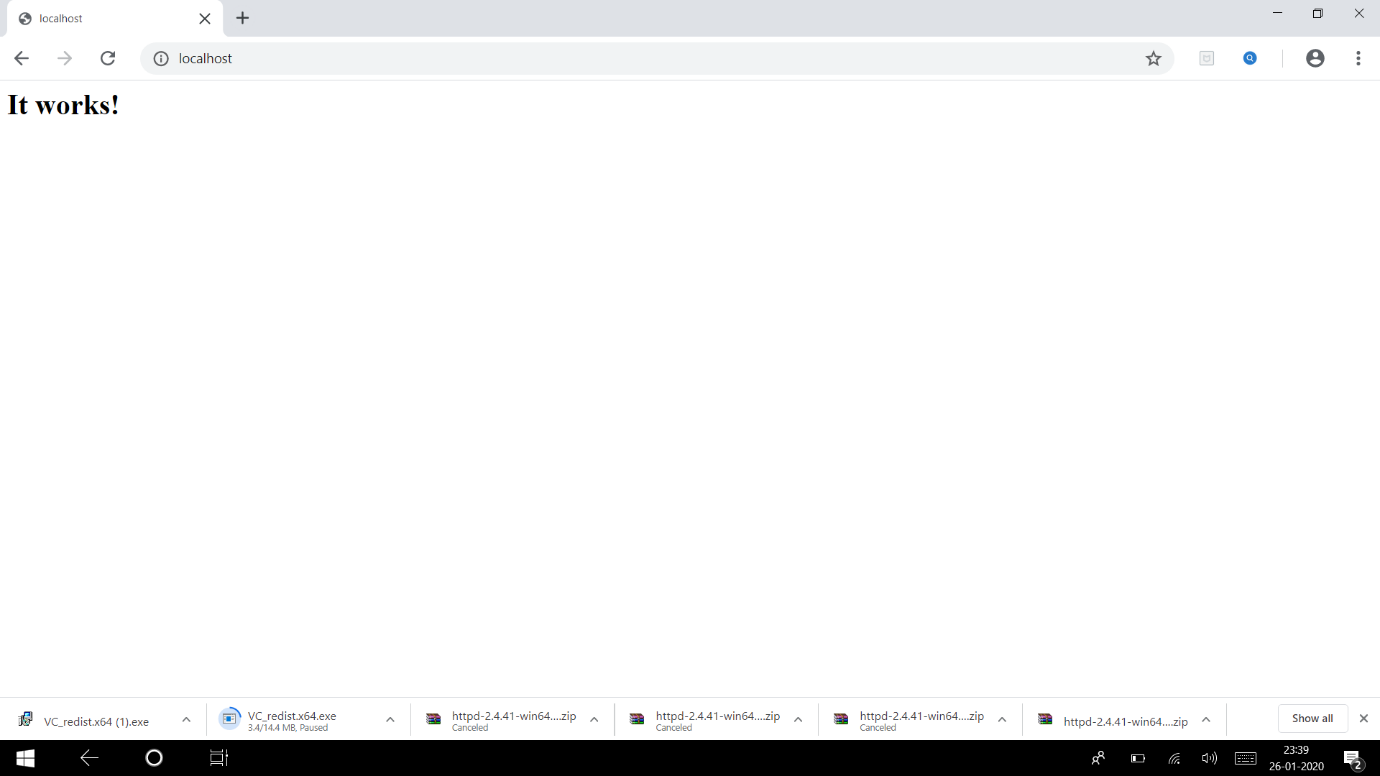 localhost
localhost
It works!
VC_redist.x64 (1).exe
VC_redist.x64.exe
3.4/14.4 MB, Paused
httpd-2.4.41-win64....zip
Canceled
httpd-2.4.41-win64....zip
Canceled
httpd-2.4.41-win64....zip
Canceled
httpd-2.4.41-win64....zip
Show all
23:39
26-01-2020
2